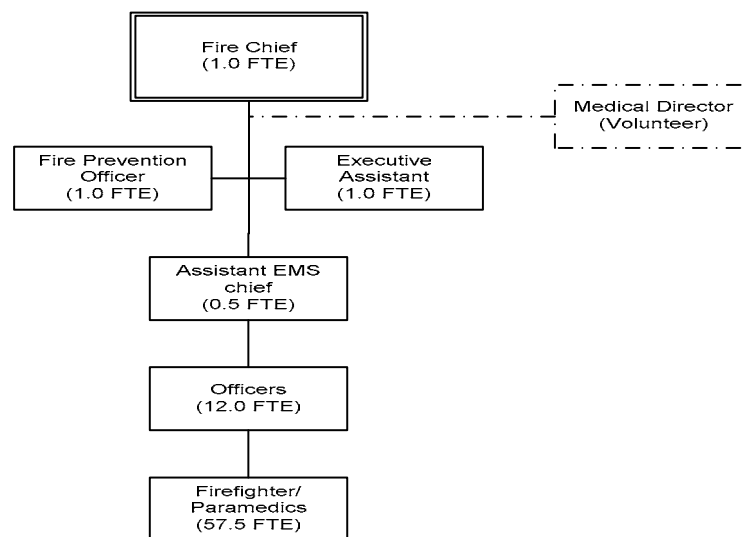 Fire Chief
(1.0 FTE)
Medical Director
(Volunteer)
Fire Prevention
Officer
(1.0 FTE)
Executive
Assistant
(1.0 FTE)
Assistant EMS
chief
(0.5 FTE)
Officers
(12.0 FTE)
Firefighter/
Paramedics
(57.5 FTE)